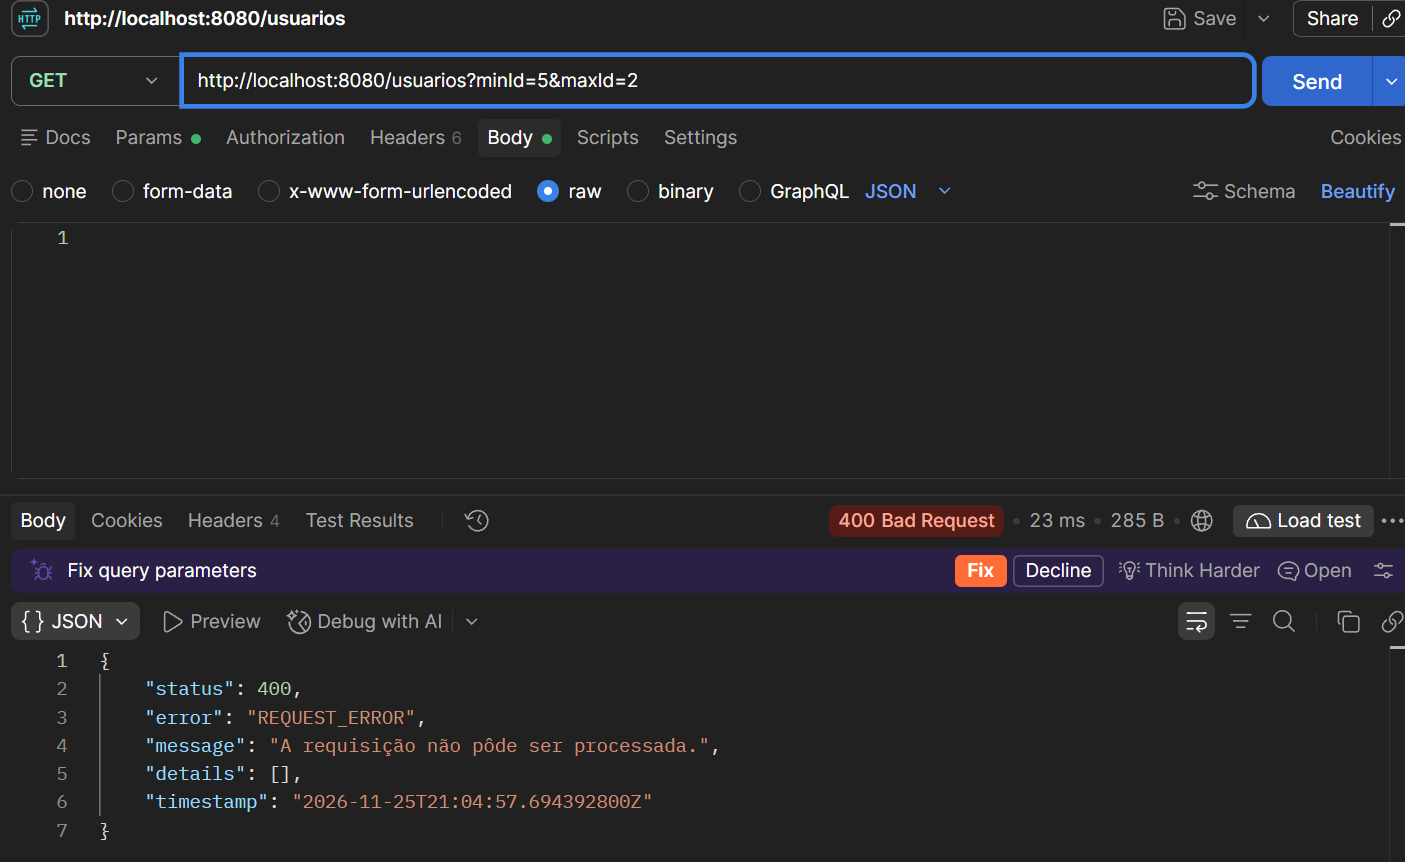 HTTP http://localhost:8080/usuarios Save Share
GET http://localhost:8080/usuarios?minId=5&maxId=2 Send
Docs Params Authorization Headers 6 Body Scripts Settings Cookies
none form-data x-www-form-urlencoded raw binary GraphQL JSON Schema Beautify
1
Body Cookies Headers 4 Test Results 400 Bad Request 23 ms 285 B Load test
Fix query parameters Fix Decline Think Harder Open
{} JSON Preview Debug with AI
1 {
2 "status": 400,
3 "error": "REQUEST_ERROR",
4 "message": "A requisição não pôde ser processada.",
5 "details": [],
6 "timestamp": "2026-11-25T21:04:57.694392800Z"
7 }